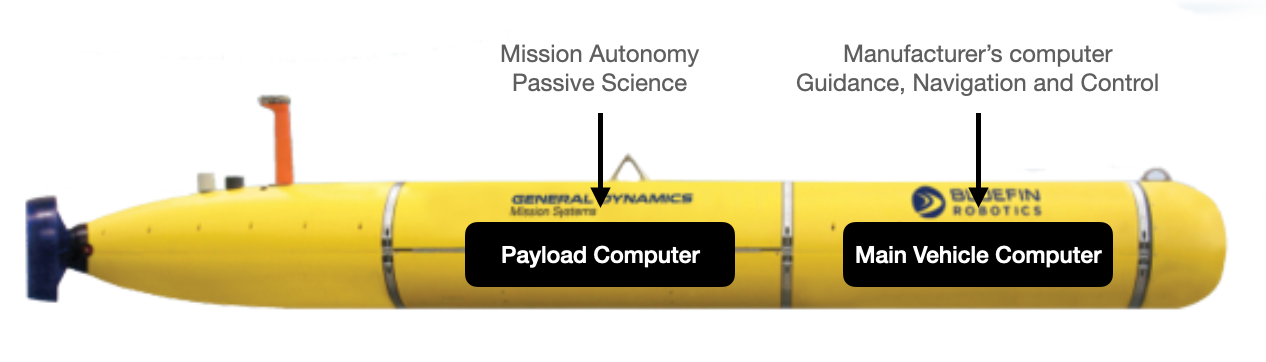 Mission Autonomy
Passive Science
Manufacturer’s computer
Guidance, Navigation and Control
GENERAL DYNAMICS
Mission Systems
BLUEFIN
ROBOTICS
Payload Computer
Main Vehicle Computer